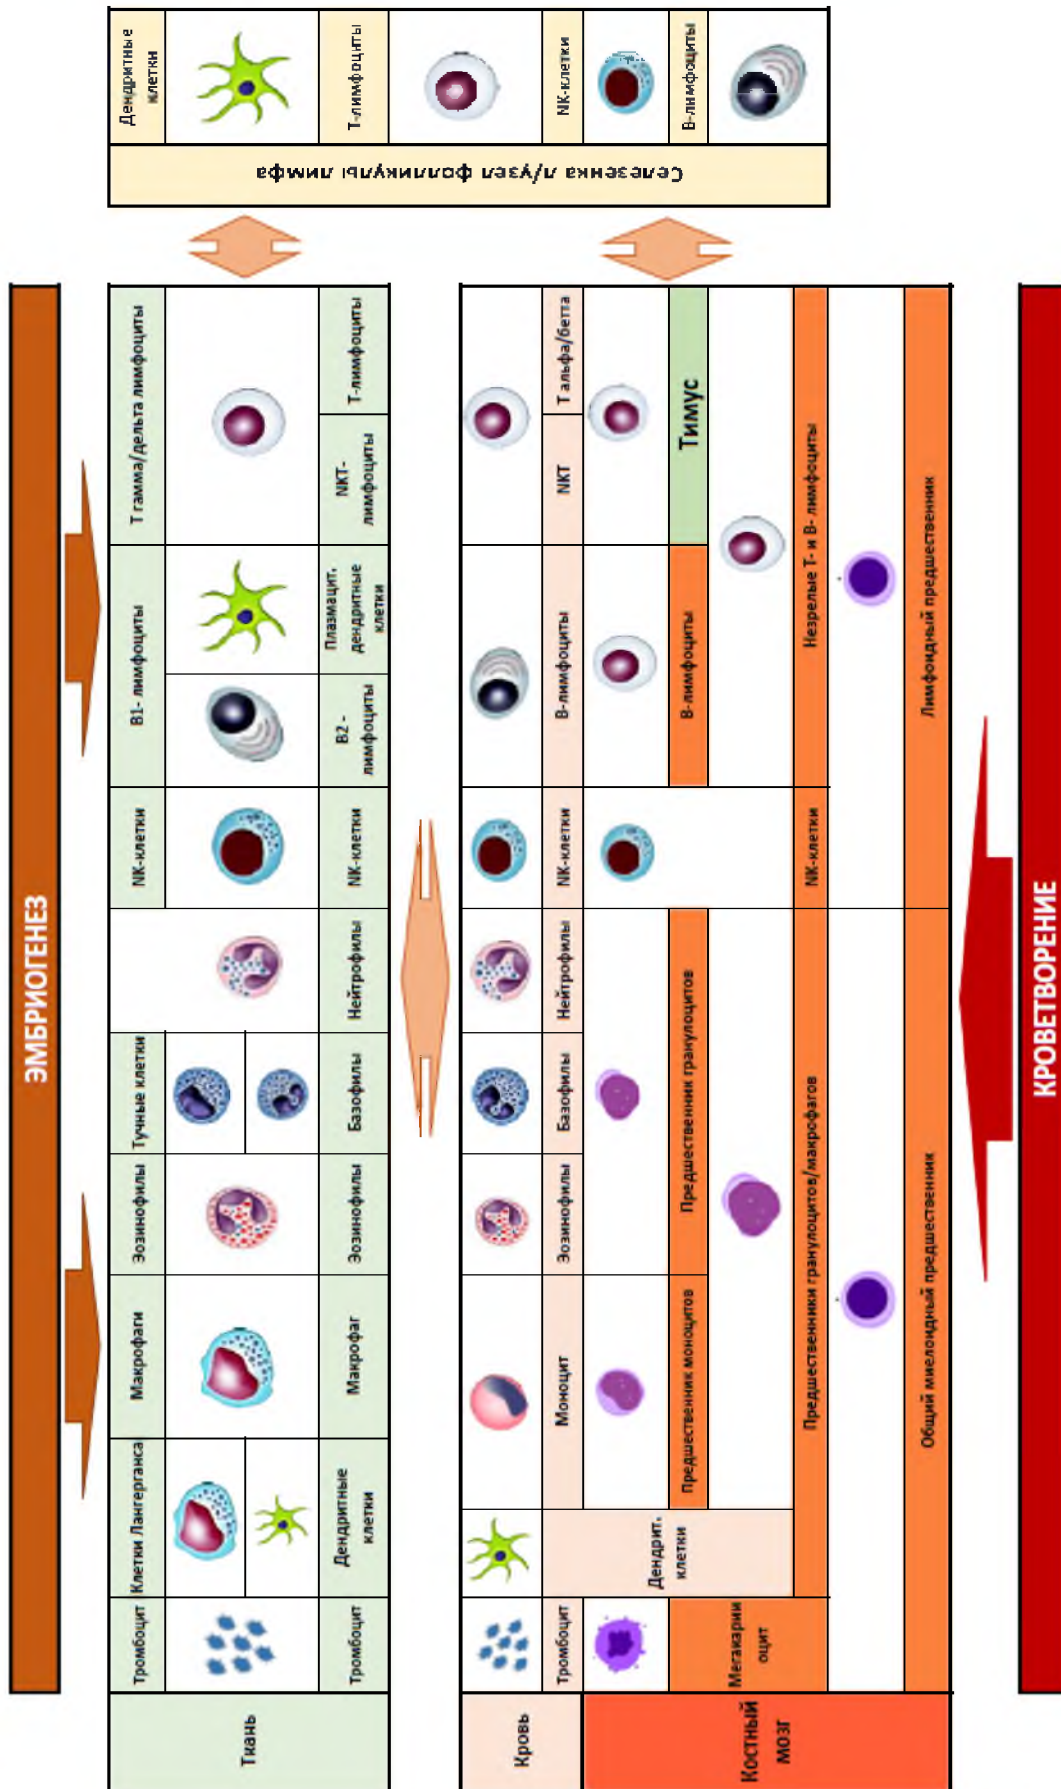 ЭМБРИОГЕНЕЗ
Ткань
Тромбоцит
Клетки Лангерганса
Макрофаги
Эозинофилы
Тучные клетки
NK-клетки
В1- лимфоциты
Т гамма/дельта лимфоциты
Тромбоцит
Дендритные
клетки
Макрофаг
Эозинофилы
Базофилы
Нейтрофилы
NK-клетки
В2 -
лимфоциты
Плазмацит.
дендритные
клетки
NKT-
лимфоциты
Т-лимфоциты
Кровь
Тромбоцит
Дендрит.
клетки
Моноцит
Эозинофилы
Базофилы
Нейтрофилы
NK-клетки
В-лимфоциты
NKT
Т альфа/бетта
Костный
мозг
Мегакарии
оцит
Предшественник моноцитов
Предшественник гранулоцитов
В-лимфоциты
Тимус
Предшественники гранулоцитов/макрофагов
NK-клетки
Незрелые Т- и В- лимфоциты
Общий миелоидный предшественник
Лимфоидный предшественник
КРОВЕТВОРЕНИЕ
Селезенка л/узел фолликулы лимфа
Дендритные
клетки
Т-лимфоциты
NK-клетки
В-лимфоциты